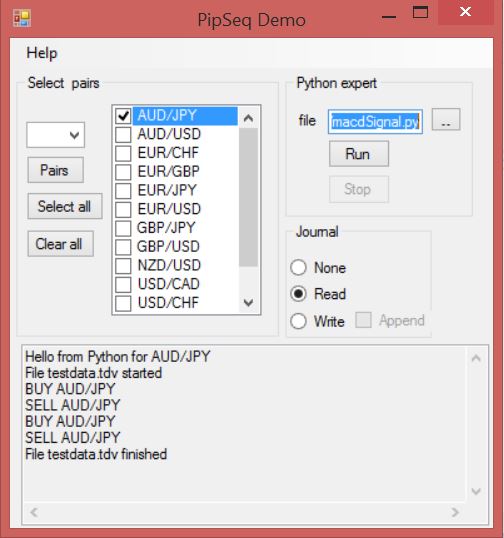 PipSeq Demo
Help
Select pairs
Pairs
Select all
Clear all
AUD/JPY
AUD/USD
EUR/CHF
EUR/GBP
EUR/JPY
EUR/USD
GBP/JPY
GBP/USD
NZD/USD
USD/CAD
USD/CHF
Python expert
file macdSignal.py ..
Run
Stop
Journal
None
Read
Write Append
Hello from Python for AUD/JPY
File testdata.tdv started
BUY AUD/JPY
SELL AUD/JPY
BUY AUD/JPY
SELL AUD/JPY
File testdata.tdv finished